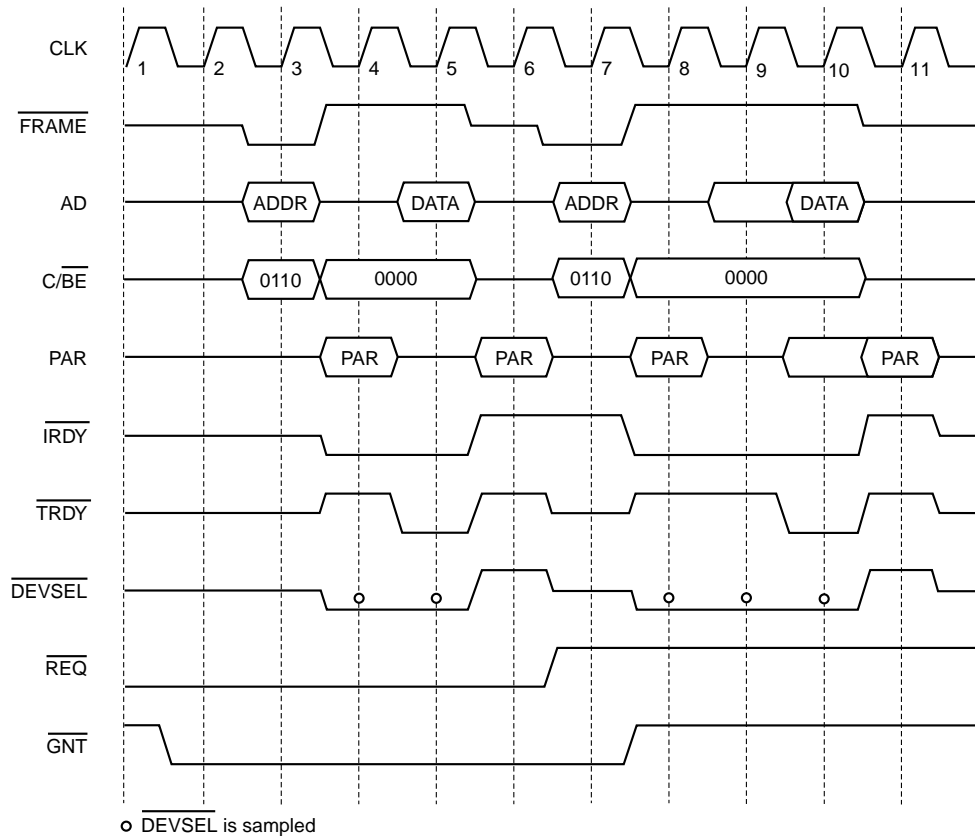 CLK
1 2 3 4 5 6 7 8 9 10 11
FRAME
AD
ADDR DATA ADDR DATA
C/BE
0110 0000 0110 0000
PAR
PAR PAR PAR PAR
IRDY
TRDY
DEVSEL
REQ
GNT
DEVSEL is sampled